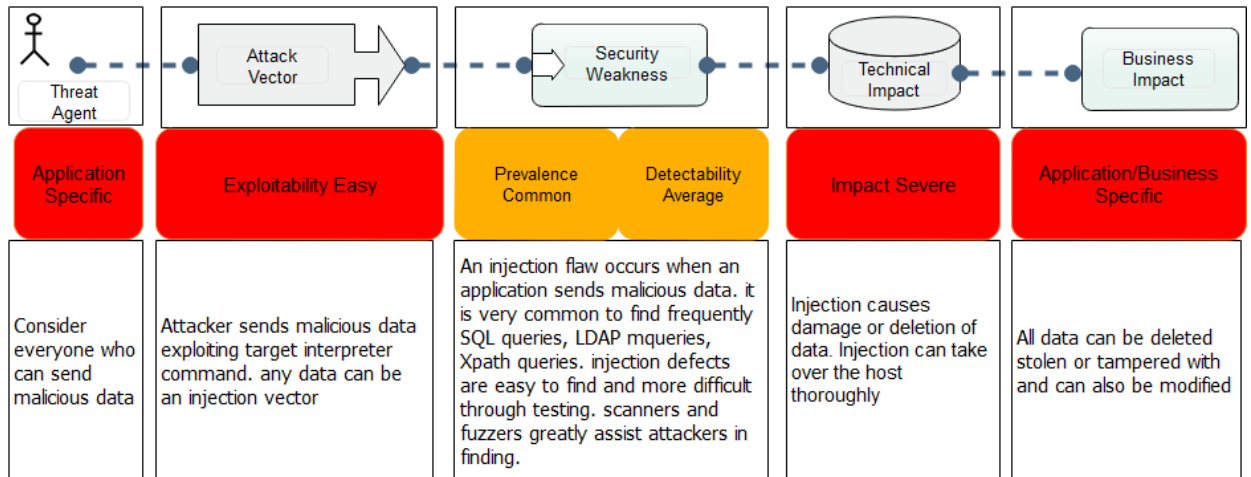 Threat
Agent
Attack
Vector
Security
Weakness
Technical
Impact
Business
Impact
Application
Specific
Exploitability Easy
Prevalence
Common
Detectability
Average
Impact Severe
Application/Business
Specific
Consider
everyone who
can send
malicious data
Attacker sends malicious data
exploiting target interpreter
command. any data can be
an injection vector
An injection flaw occurs when an
application sends malicious data. it
is very common to find frequently
SQL queries, LDAP mqueries,
Xpath queries. injection defects
are easy to find and more difficult
through testing. scanners and
fuzzers greatly assist attackers in
finding.
Injection causes
damage or deletion of
data. Injection can take
over the host
thoroughly
All data can be deleted
stolen or tampered with
and can also be modified